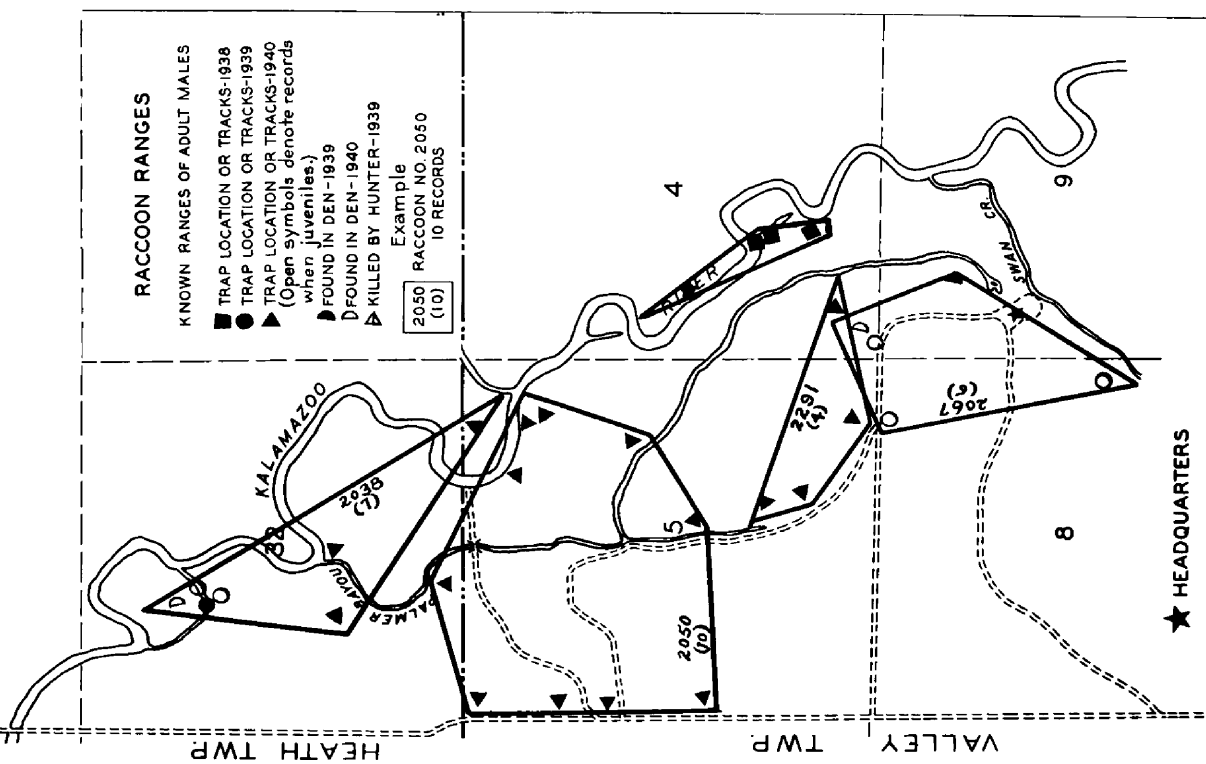 RACCOON RANGES
KNOWN RANGES OF ADULT MALES
TRAP LOCATION OR TRACKS-1938
TRAP LOCATION OR TRACKS-1939
TRAP LOCATION OR TRACKS-1940
(Open symbols denote records
when juveniles.)
FOUND IN DEN-1939
FOUND IN DEN-1940
KILLED BY HUNTER-1939
Example
2050 RACCOON NO. 2050
(10) 10 RECORDS
KALAMAZOO
RIVER
32
2038
(7)
PALMER
BAYOU
4
5
2050
(10)
2291
(4)
2067
(6)
SWAN
CR.
9
8
HEADQUARTERS
HEATH TWP
VALLEY TWP.